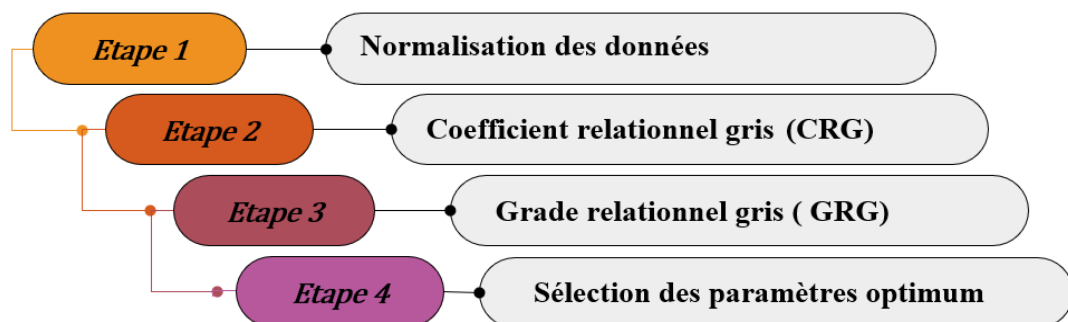 Etape 1 Normalisation des données
Etape 2 Coefficient relationnel gris (CRG)
Etape 3 Grade relationnel gris ( GRG)
Etape 4 Sélection des paramètres optimum